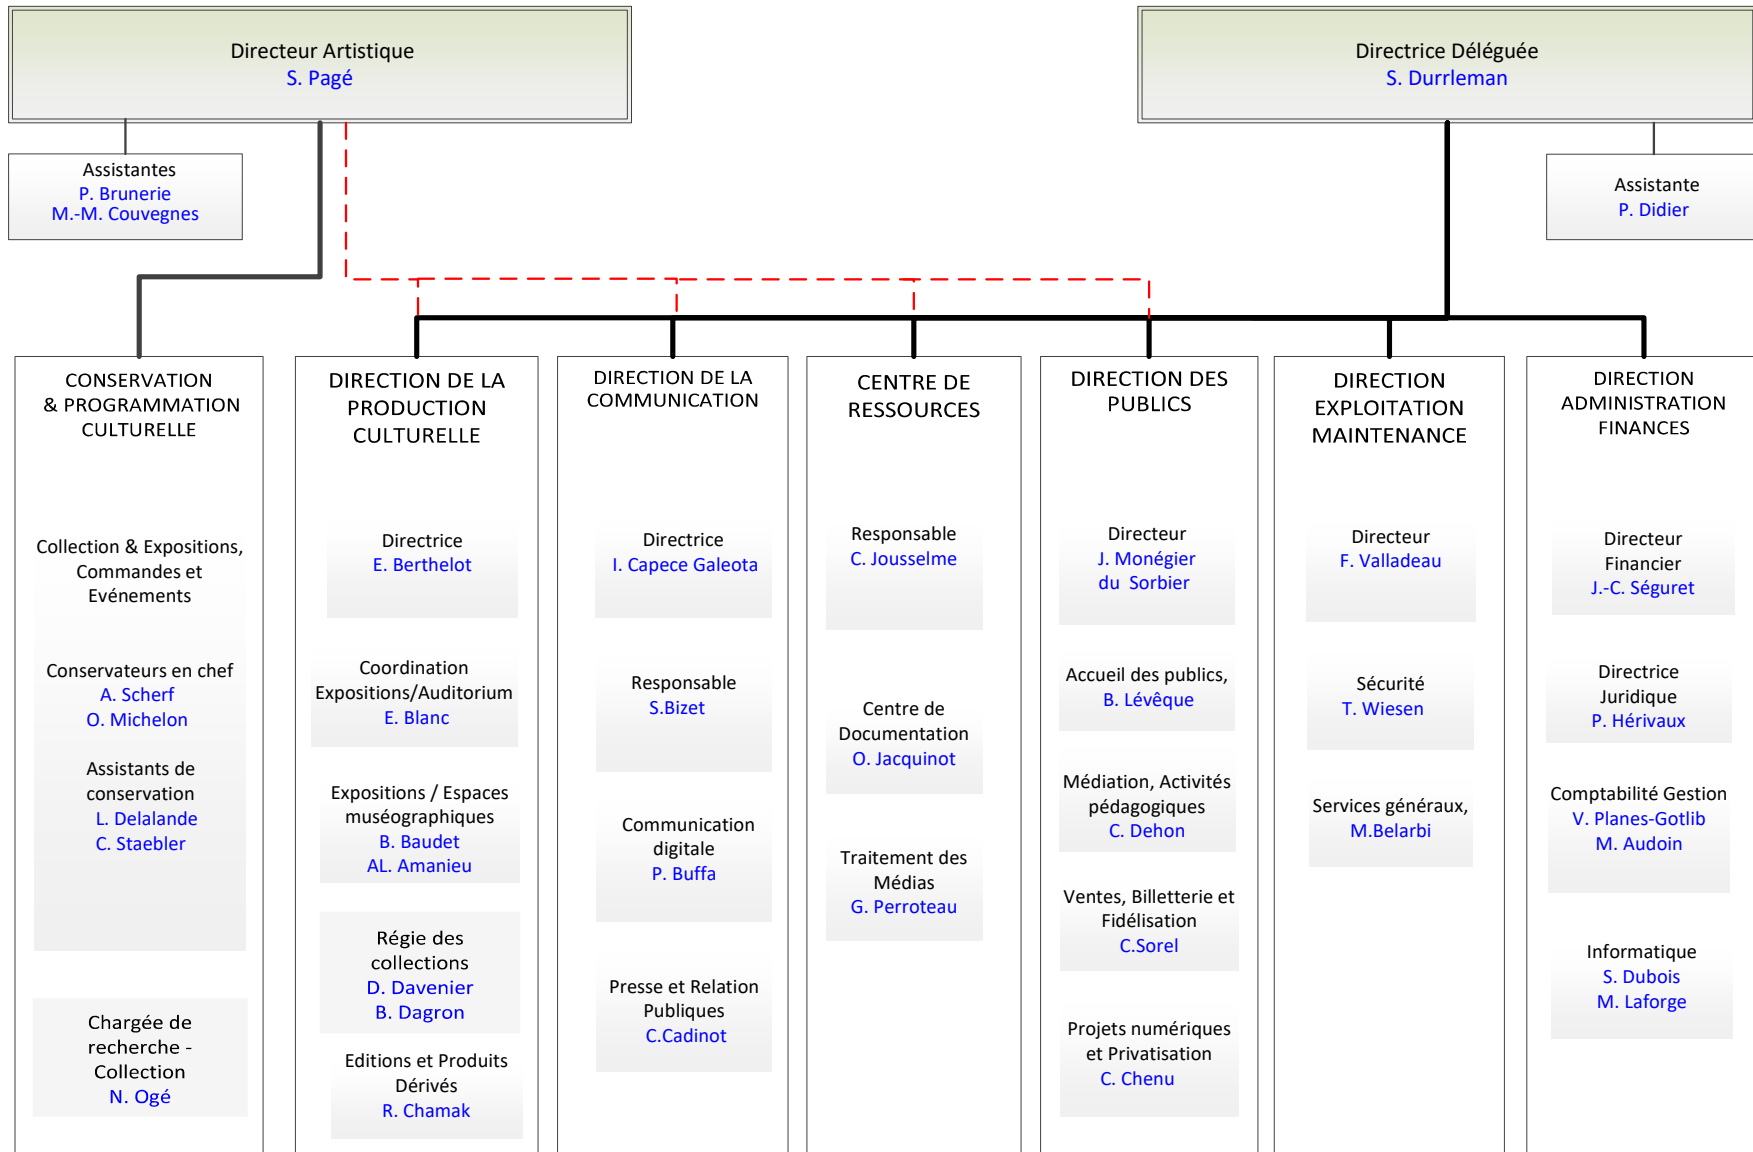 Directeur Artistique
S. Pagé
Directrice Déléguée
S. Durrleman
Assistantes
P. Brunerie
M.-M. Couvegnes
Assistante
P. Didier
CONSERVATION
& PROGRAMMATION
CULTURELLE
Collection & Expositions,
Commandes et
Evénements
Conservateurs en chef
A. Scherf
O. Michelon
Assistants de
conservation
L. Delalande
C. Staebler
Chargée de
recherche -
Collection
N. Ogé
DIRECTION DE LA
PRODUCTION
CULTURELLE
Directrice
E. Berthelot
Coordination
Expositions/Auditorium
E. Blanc
Expositions / Espaces
muséographiques
B. Baudet
AL. Amanieu
Régie des
collections
D. Davenier
B. Dagron
Editions et Produits
Dérivés
R. Chamak
DIRECTION DE LA
COMMUNICATION
Directrice
I. Capece Galeota
Responsable
S.Bizet
Communication
digitale
P. Buffa
Presse et Relation
Publiques
C.Cadinot
CENTRE DE
RESSOURCES
Responsable
C. Jousselme
Centre de
Documentation
O. Jacquinot
Traitement des
Médias
G. Perroteau
DIRECTION DES
PUBLICS
Directeur
J. Monégier
du Sorbier
Accueil des publics,
B. Lévêque
Médiation, Activités
pédagogiques
C. Dehon
Ventes, Billetterie et
Fidélisation
C.Sorel
Projets numériques
et Privatisation
C. Chenu
DIRECTION
EXPLOITATION
MAINTENANCE
Directeur
F. Valladeau
Sécurité
T. Wiesen
Services généraux,
M.Belarbi
DIRECTION
ADMINISTRATION
FINANCES
Directeur
Financier
J.-C. Séguret
Directrice
Juridique
P. Hérivaux
Comptabilité Gestion
V. Planes-Gotlib
M. Audoin
Informatique
S. Dubois
M. Laforge